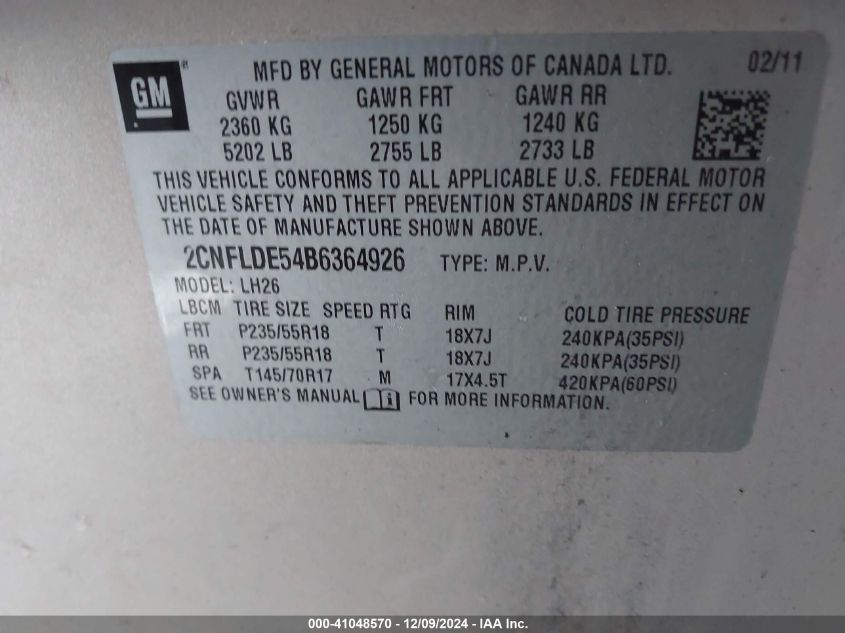 GM
MFD BY GENERAL MOTORS OF CANADA LTD. 02/11
GVWR GAWR FRT GAWR RR
2360 KG 1250 KG 1240 KG
5202 LB 2755 LB 2733 LB
THIS VEHICLE CONFORMS TO ALL APPLICABLE U.S. FEDERAL MOTOR
VEHICLE SAFETY AND THEFT PREVENTION STANDARDS IN EFFECT ON
THE DATE OF MANUFACTURE SHOWN ABOVE.
2CNFLDE54B6364926 TYPE: M.P.V.
MODEL: LH26
LBCM TIRE SIZE SPEED RTG RIM COLD TIRE PRESSURE
FRT P235/55R18 T 18X7J 240KPA(35PSI)
RR P235/55R18 T 18X7J 240KPA(35PSI)
SPA T145/70R17 M 17X4.5T 420KPA(60PSI)
SEE OWNER'S MANUAL FOR MORE INFORMATION.
000-41048570 - 12/09/2024 - IAA Inc.